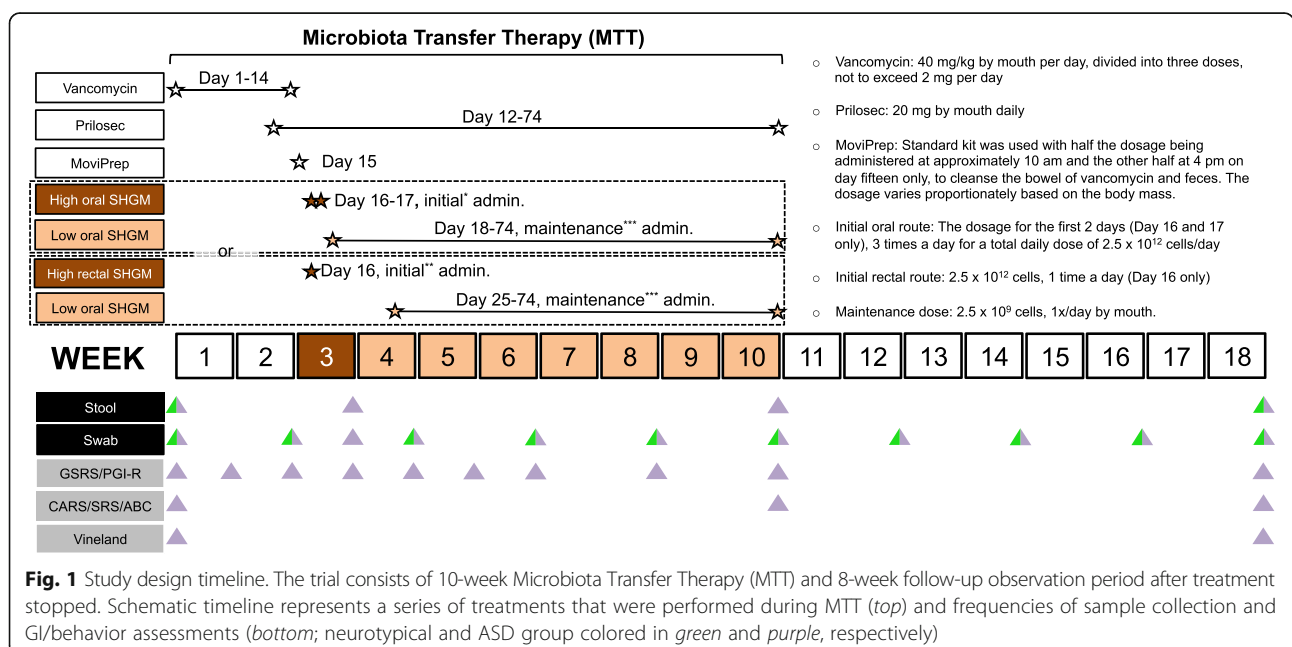 Microbiota Transfer Therapy (MTT)
Vancomycin
Day 1-14
Prilosec
Day 12-74
MoviPrep
Day 15
High oral SHGM
Day 16-17, initial* admin.
Low oral SHGM
Day 18-74, maintenance*** admin.
or
High rectal SHGM
Day 16, initial** admin.
Low oral SHGM
Day 25-74, maintenance*** admin.
○ Vancomycin: 40 mg/kg by mouth per day, divided into three doses,
not to exceed 2 mg per day
○ Prilosec: 20 mg by mouth daily
○ MoviPrep: Standard kit was used with half the dosage being
administered at approximately 10 am and the other half at 4 pm on
day fifteen only, to cleanse the bowel of vancomycin and feces. The
dosage varies proportionately based on the body mass.
○ Initial oral route: The dosage for the first 2 days (Day 16 and 17
only), 3 times a day for a total daily dose of 2.5 x 10¹² cells/day
○ Initial rectal route: 2.5 x 10¹² cells, 1 time a day (Day 16 only)
○ Maintenance dose: 2.5 x 10⁹ cells, 1x/day by mouth.
WEEK 1 2 3 4 5 6 7 8 9 10 11 12 13 14 15 16 17 18
Stool
Swab
GSRS/PGI-R
CARS/SRS/ABC
Vineland
Fig. 1 Study design timeline. The trial consists of 10-week Microbiota Transfer Therapy (MTT) and 8-week follow-up observation period after treatment
stopped. Schematic timeline represents a series of treatments that were performed during MTT (top) and frequencies of sample collection and
GI/behavior assessments (bottom; neurotypical and ASD group colored in green and purple, respectively)